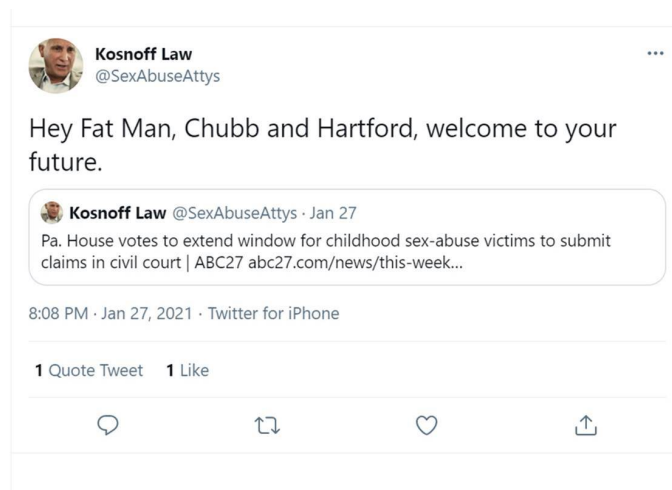 Kosnoff Law
@SexAbuseAttys
Hey Fat Man, Chubb and Hartford, welcome to your
future.
Kosnoff Law @SexAbuseAttys · Jan 27
Pa. House votes to extend window for childhood sex-abuse victims to submit
claims in civil court | ABC27 abc27.com/news/this-week...
8:08 PM · Jan 27, 2021 · Twitter for iPhone
1 Quote Tweet 1 Like